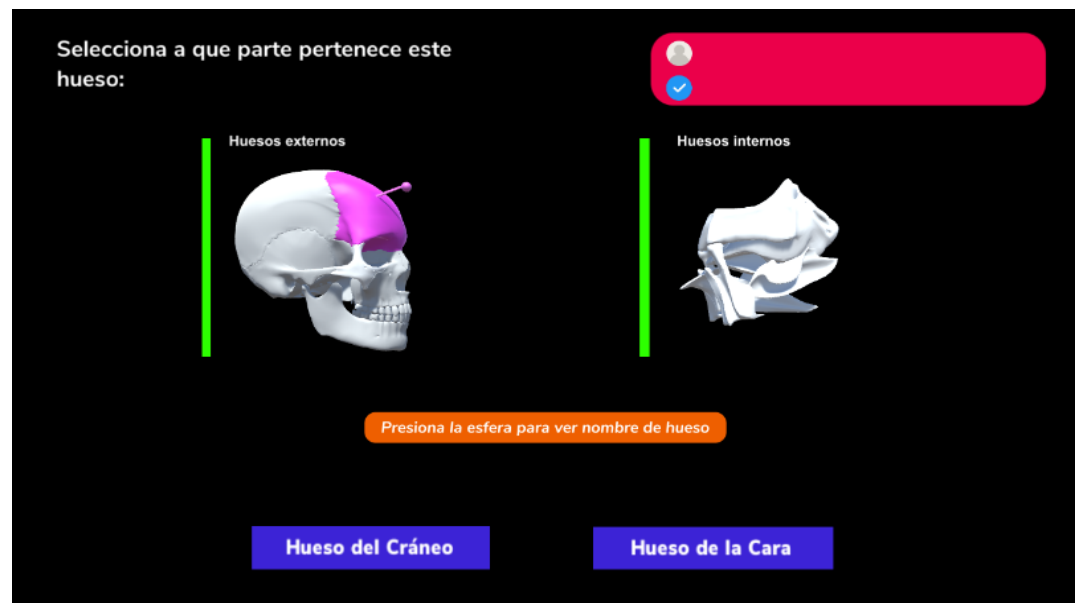 Selecciona a que parte pertenece este
hueso:
Huesos externos
Huesos internos
Presiona la esfera para ver nombre de hueso
Hueso del Cráneo
Hueso de la Cara